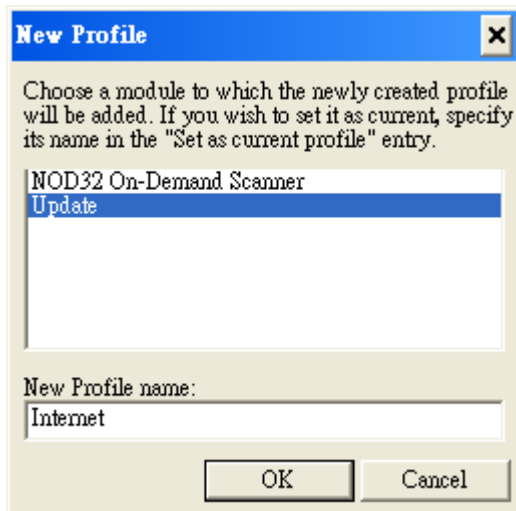 New Profile
Choose a module to which the newly created profile
will be added. If you wish to set it as current, specify
its name in the "Set as current profile" entry.
NOD32 On-Demand Scanner
Update
New Profile name:
Internet
OK
Cancel